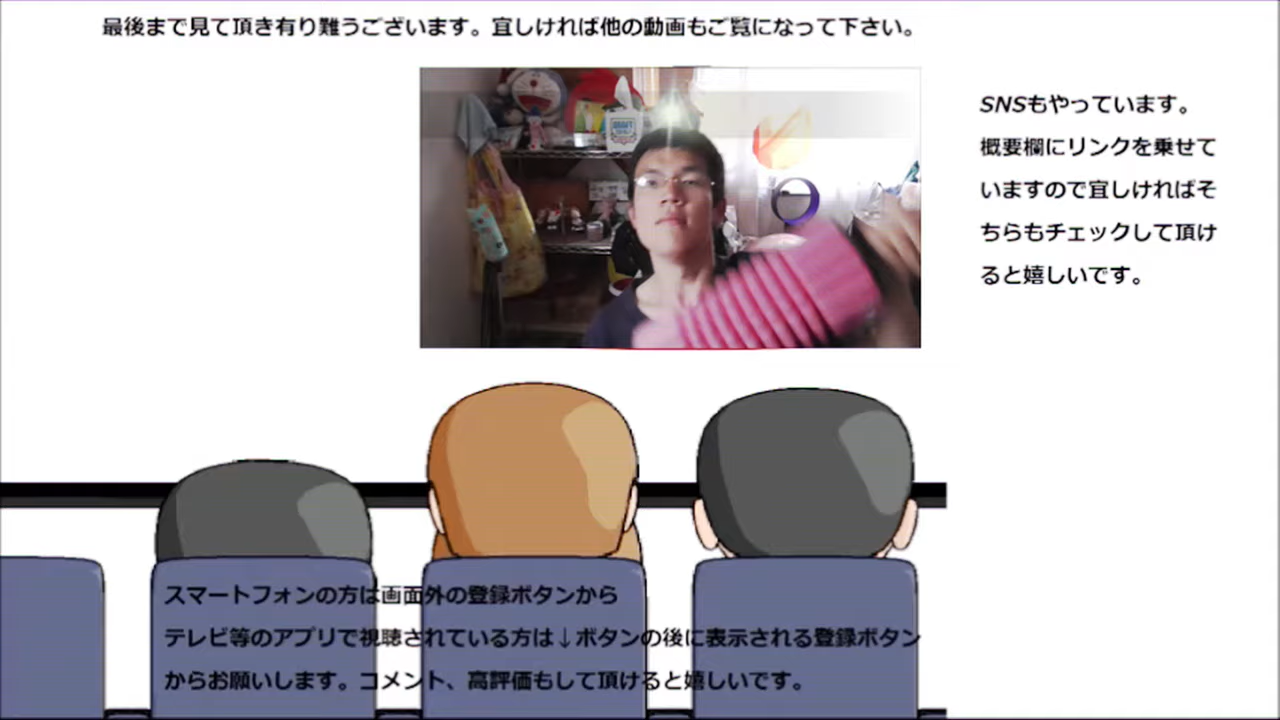 最後まで見て頂き有り難うございます。宜しければ他の動画もご覧になって下さい。
SNSもやっています。
概要欄にリンクを乗せて
いますので宜しければそ
ちらもチェックして頂け
ると嬉しいです。
スマートフォンの方は画面外の登録ボタンから
テレビ等のアプリで視聴されている方は↓ボタンの後に表示される登録ボタン
からお願いします。コメント、高評価もして頂けると嬉しいです。